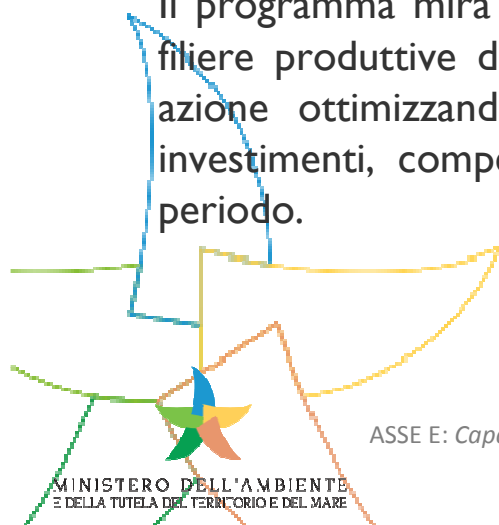 Il programma mira
filiere produttive d
azione ottimizzand
investimenti, compe
periodo.
ASSE E: Capa
MINISTERO DELL'AMBIENTE
E DELLA TUTELA DEL TERRITORIO E DEL MARE